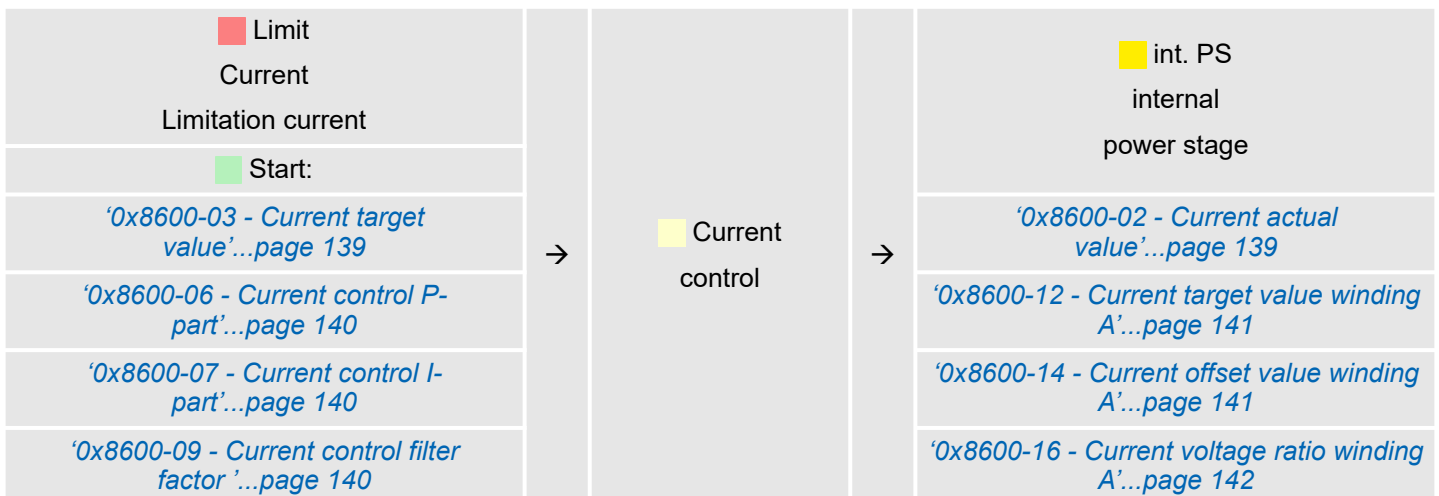 Limit
Current
Limitation current
Start:
‘0x8600-03 - Current target
value’...page 139
‘0x8600-06 - Current control P-
part’...page 140
‘0x8600-07 - Current control I-
part’...page 140
‘0x8600-09 - Current control filter
factor ’...page 140
→
Current
control
→
int. PS
internal
power stage
‘0x8600-02 - Current actual
value’...page 139
‘0x8600-12 - Current target value winding
A’...page 141
‘0x8600-14 - Current offset value winding
A’...page 141
‘0x8600-16 - Current voltage ratio winding
A’...page 142